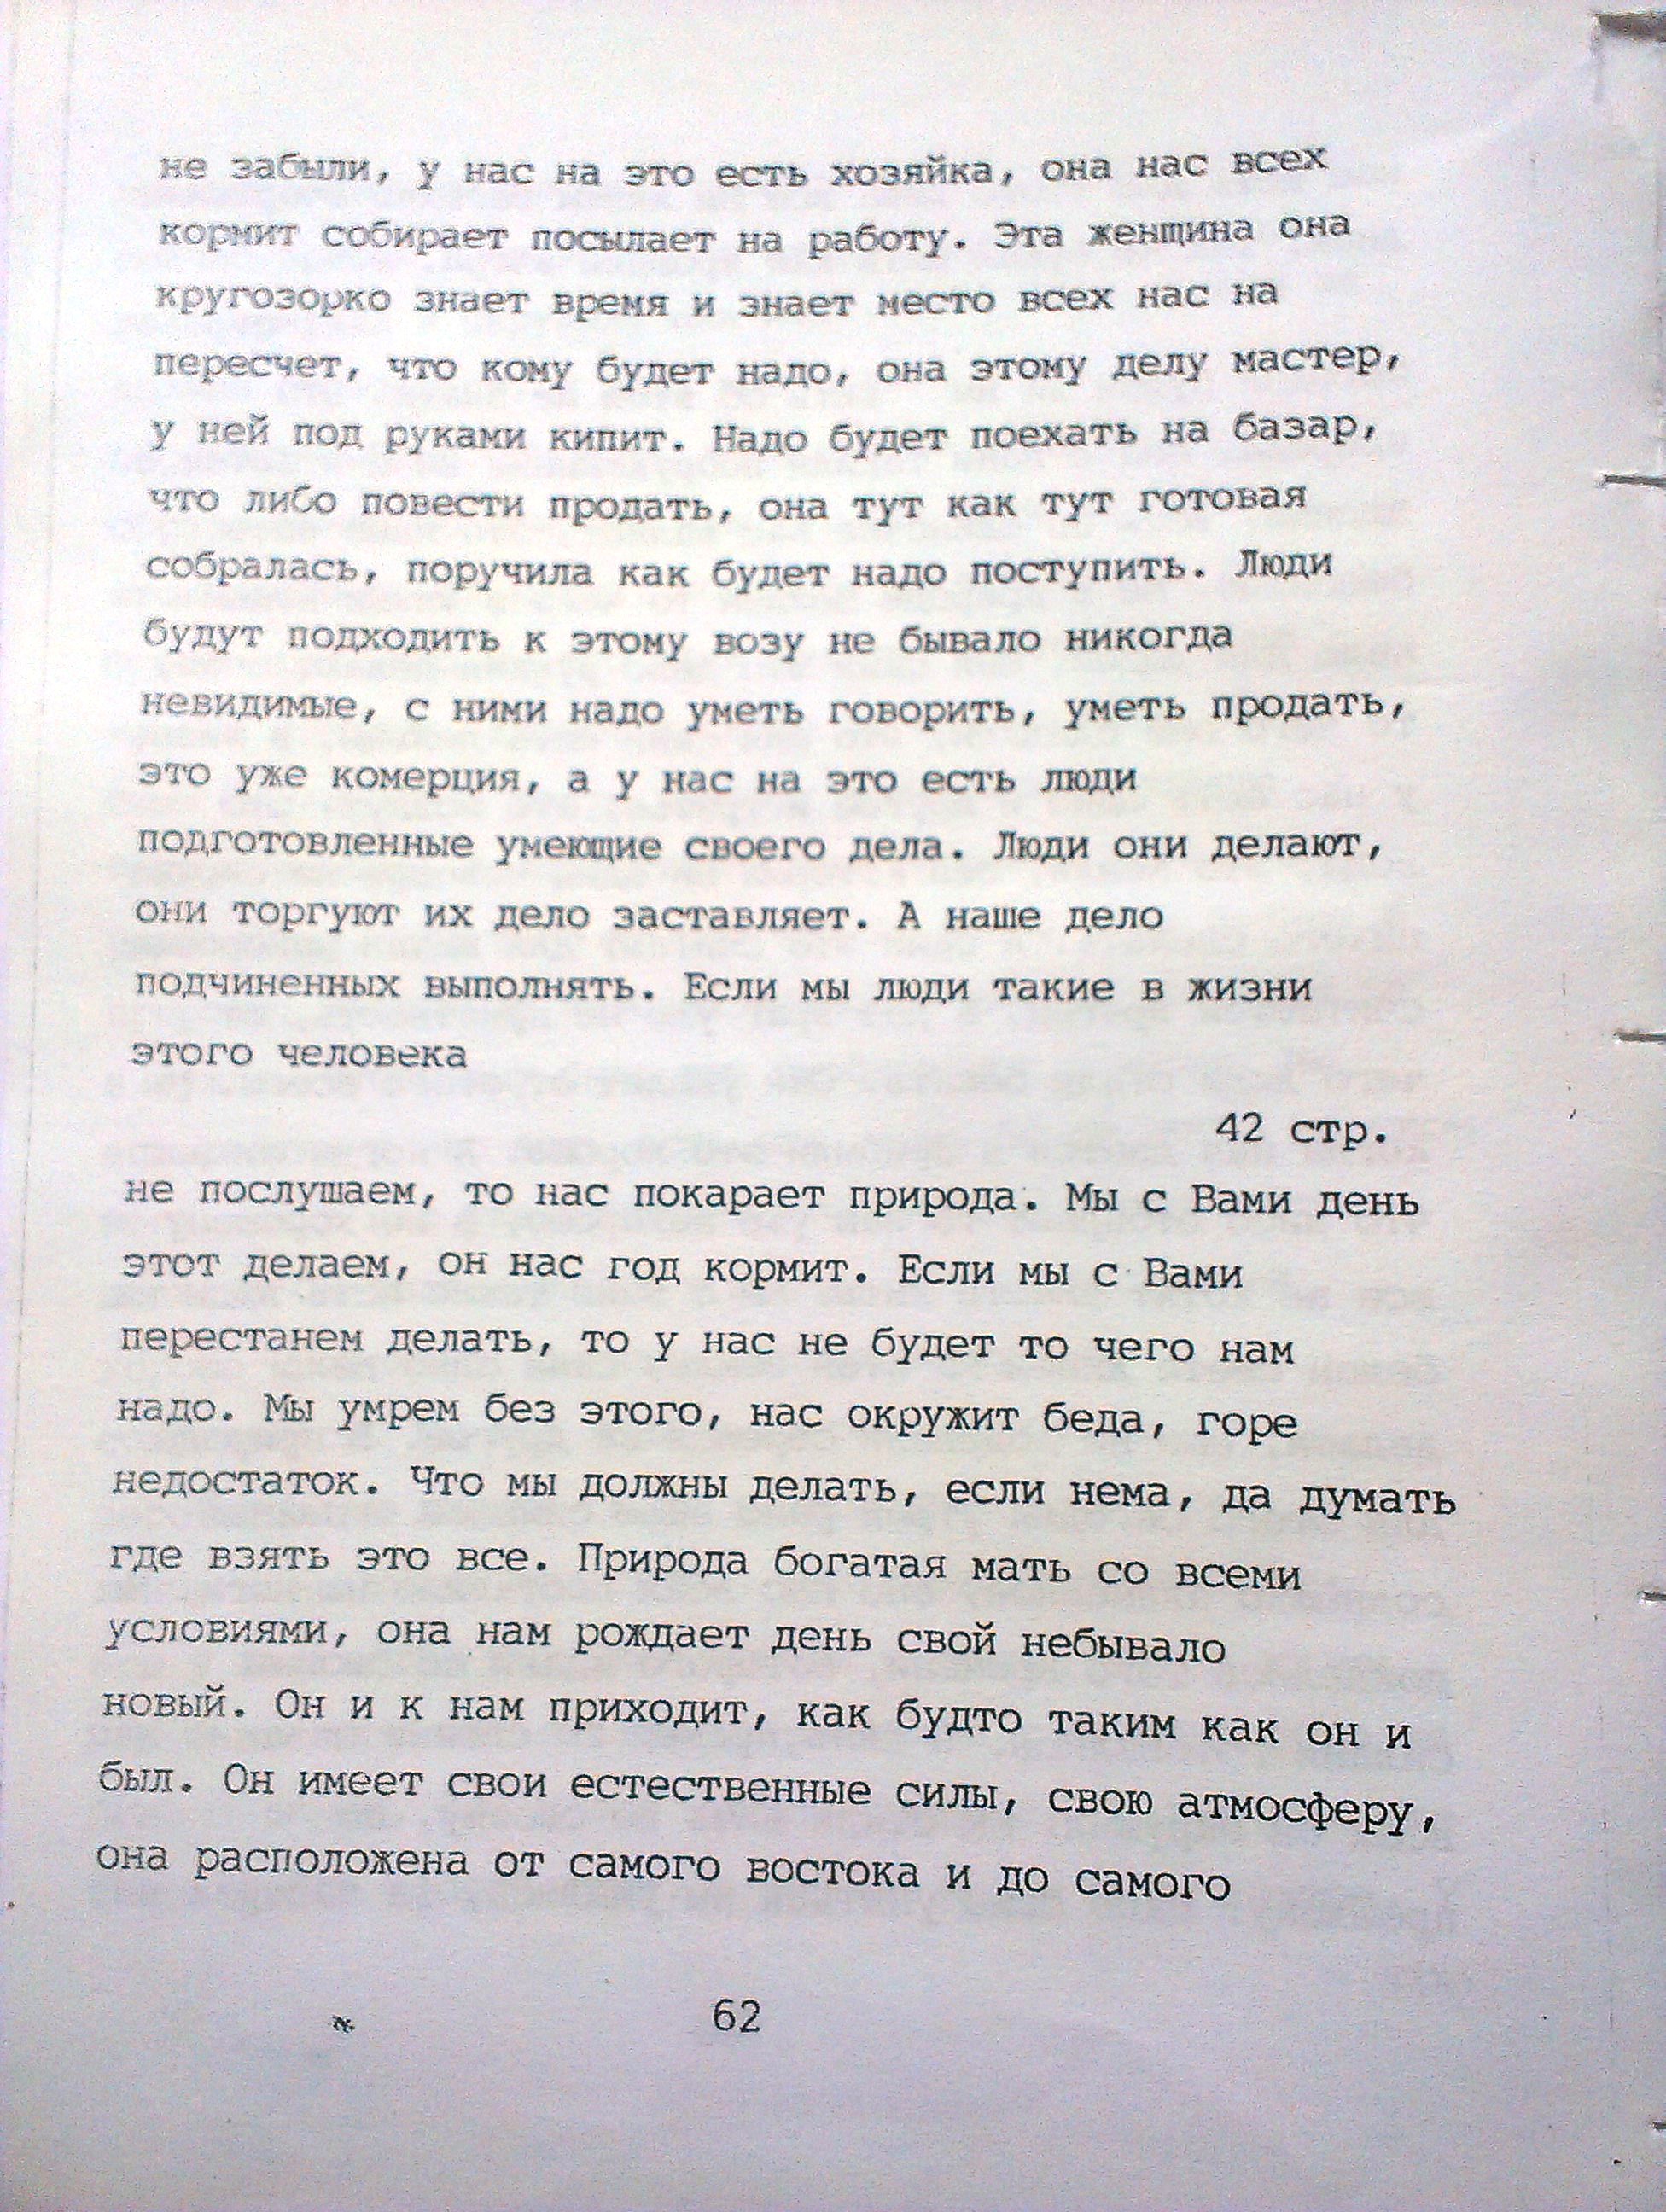 не забыли, у нас на это есть хозяйка, она нас всех
кормит собирает посылает на работу. Эта женщина она
кругозорко знает время и знает место всех нас на
пересчет, что кому будет надо, она этому делу мастер,
у ней под руками кипит. Надо будет поехать на базар,
что либо повести продать, она тут как тут готовая
собралась, поручила как будет надо поступить. Люди
будут подходить к этому возу не бывало никогда
невидимые, с ними надо уметь говорить, уметь продать,
это уже комерция, а у нас на это есть люди
подготовленные умеющие своего дела. Люди они делают,
они торгуют их дело заставляет. А наше дело
подчиненных выполнять. Если мы люди такие в жизни
этого человека
42 стр.
не послушаем, то нас покарает природа. Мы с Вами день
этот делаем, он нас год кормит. Если мы с Вами
перестанем делать, то у нас не будет то чего нам
надо. Мы умрем без этого, нас окружит беда, горе
недостаток. Что мы должны делать, если нема, да думать
где взять это все. Природа богатая мать со всеми
условиями, она нам рождает день свой небывало
новый. Он и к нам приходит, как будто таким как он и
был. Он имеет свои естественные силы, свою атмосферу,
она расположена от самого востока и до самого
62